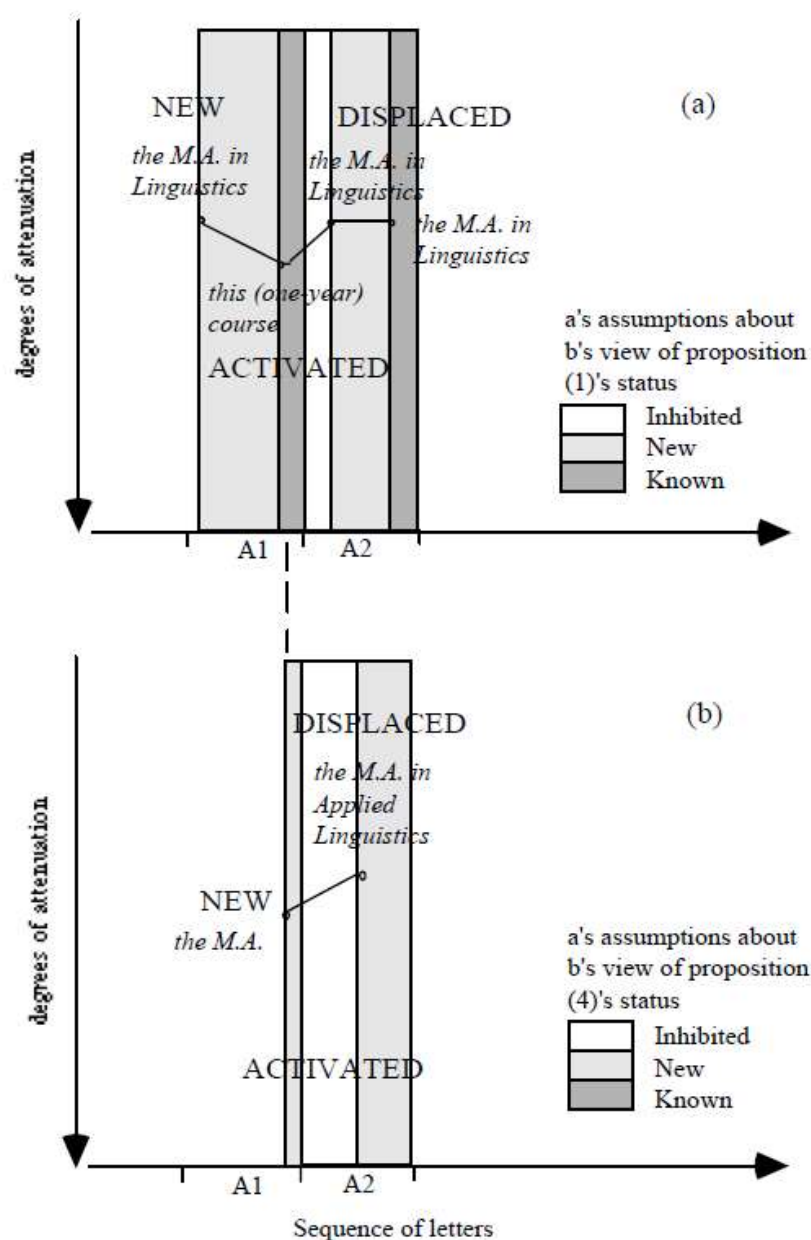 degrees of attenuation
(a)
NEW
DISPLACED
the M.A. in
Linguistics
the M.A. in
Linguistics
the M.A. in
Linguistics
this (one-year)
course
ACTIVATED
a's assumptions about
b's view of proposition
(1)'s status
Inhibited
New
Known
A1
A2
degrees of attenuation
(b)
DISPLACED
the M.A. in
Applied
Linguistics
NEW
the M.A.
ACTIVATED
a's assumptions about
b's view of proposition
(4)'s status
Inhibited
New
Known
A1
A2
Sequence of letters